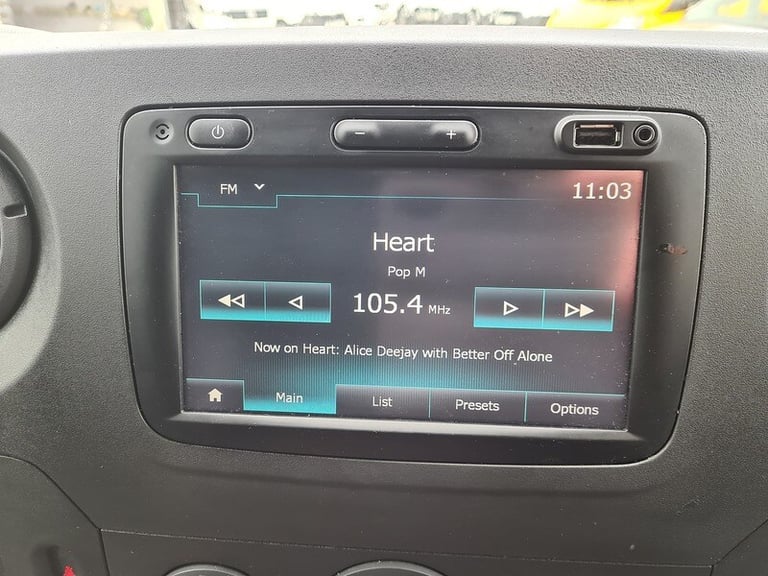 − +
FM 11:03
Heart
Pop M
105.4 MHz
Now on Heart: Alice Deejay with Better Off Alone
Main List Presets Options